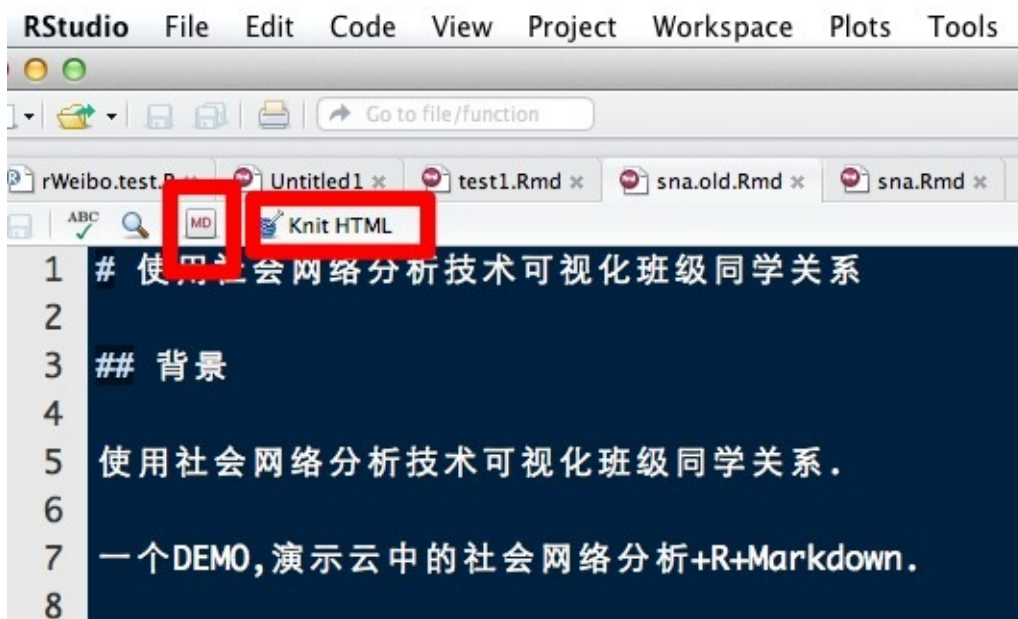 RStudio File Edit Code View Project Workspace Plots Tools
Go to file/function
rWeibo.test.R Untitled1 test1.Rmd sna.old.Rmd sna.Rmd
ABC MD Knit HTML
1 # 使用社会网络分析技术可视化班级同学关系
2
3 ## 背景
4
5 使用社会网络分析技术可视化班级同学关系.
6
7 一个DEMO,演示云中的社会网络分析+R+Markdown.
8